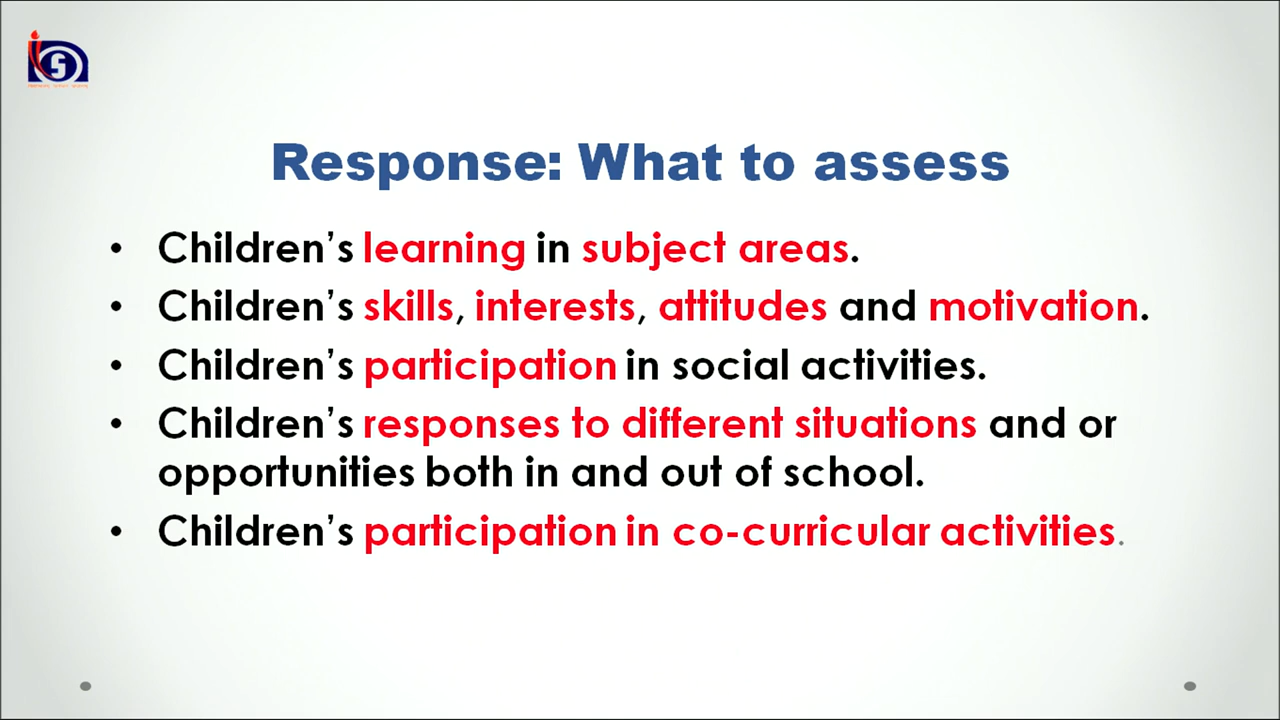 Response: What to assess
• Children's learning in subject areas.
• Children's skills, interests, attitudes and motivation.
• Children's participation in social activities.
• Children's responses to different situations and or
opportunities both in and out of school.
• Children's participation in co-curricular activities.